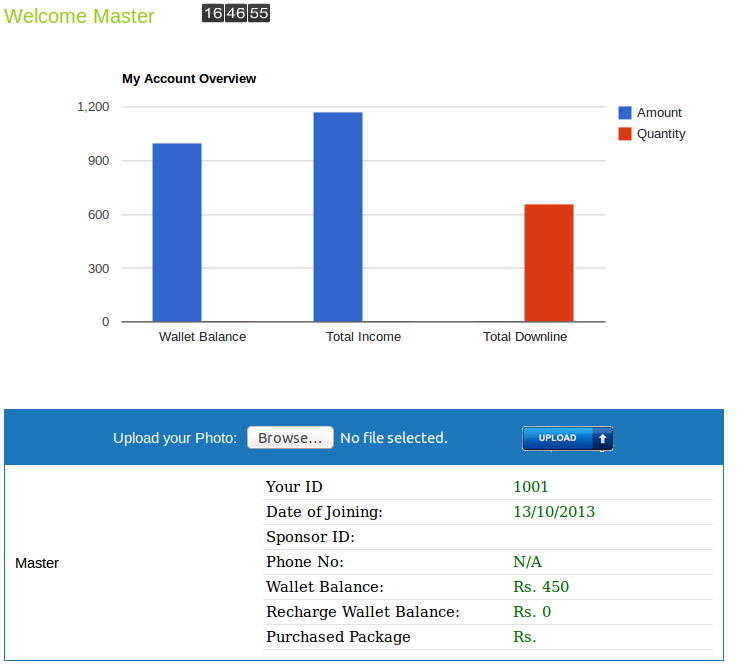 Welcome Master 16 46 55
My Account Overview
1,200
900
600
300
0
Amount
Quantity
Wallet Balance Total Income Total Downline
Upload your Photo: Browse... No file selected. UPLOAD
Master
Your ID 1001
Date of Joining: 13/10/2013
Sponsor ID:
Phone No: N/A
Wallet Balance: Rs. 450
Recharge Wallet Balance: Rs. 0
Purchased Package Rs.